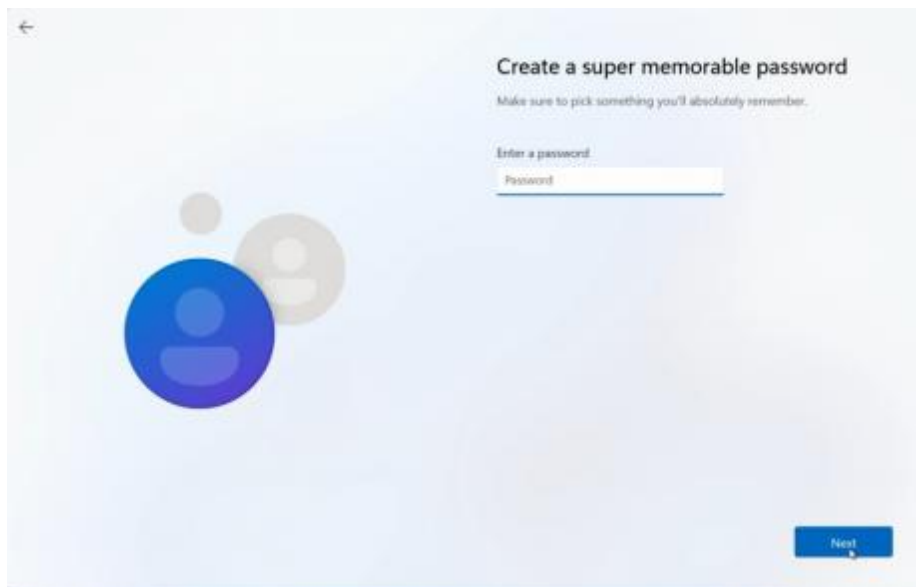 Create a super memorable password
Make sure to pick something you'll absolutely remember.
Enter a password
Password
Next